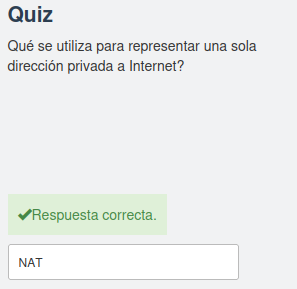 Quiz
Qué se utiliza para representar una sola
dirección privada a Internet?
✔Respuesta correcta.
NAT